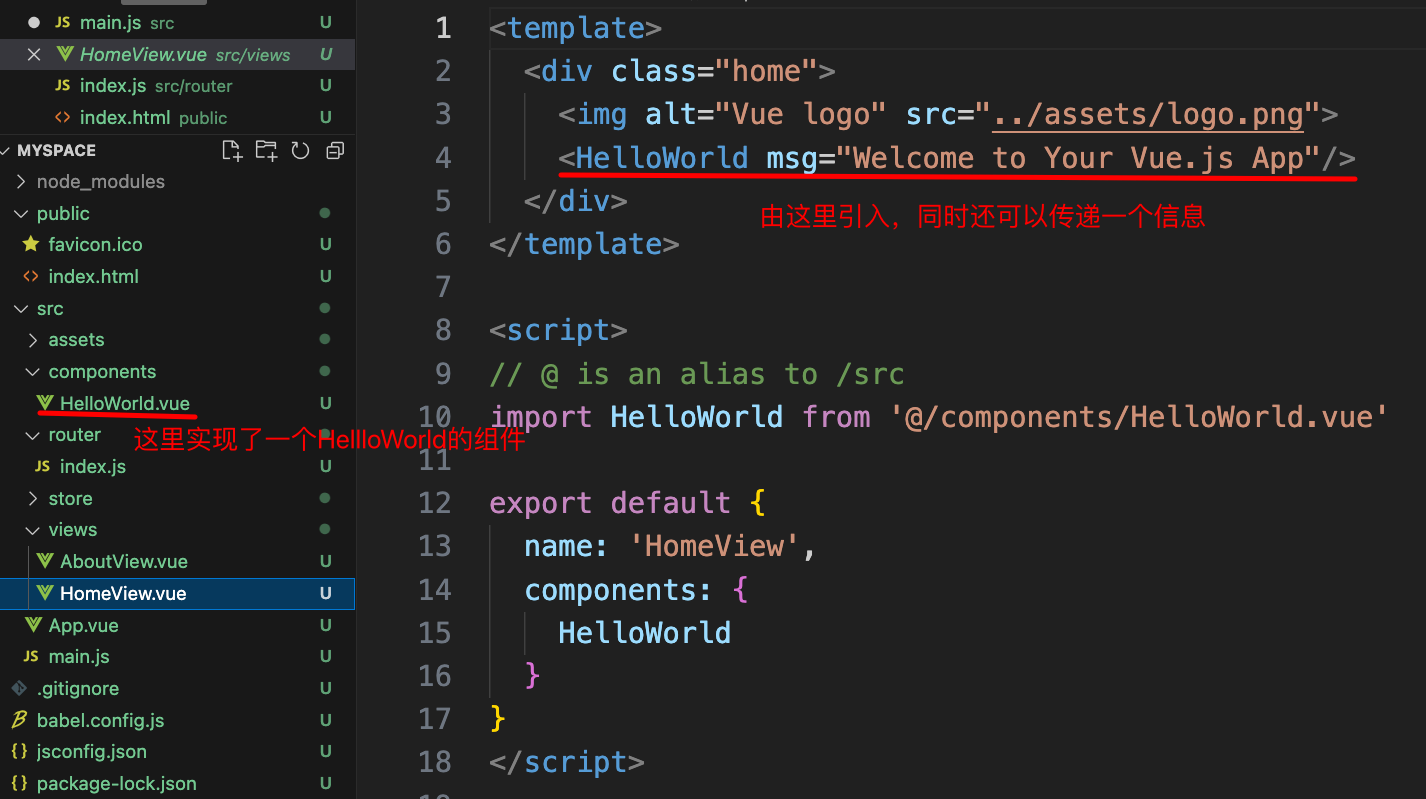 main.js src U
HomeView.vue src/views U
index.js src/router U
index.html public U
MYSPACE
node_modules
public
favicon.ico U
index.html U
src
assets
components
HelloWorld.vue U
router
这里实现了一个HellloWorld的组件
index.js U
store
views
AboutView.vue U
HomeView.vue U
App.vue U
main.js U
.gitignore U
babel.config.js U
jsconfig.json U
package-lock.json U
1 <template>
2 <div class="home">
3 <img alt="Vue logo" src="../assets/logo.png">
4 <HelloWorld msg="Welcome to Your Vue.js App"/>
5 </div>
由这里引入，同时还可以传递一个信息
6 </template>
7
8 <script>
9 // @ is an alias to /src
10 import HelloWorld from '@/components/HelloWorld.vue'
11
12 export default {
13 name: 'HomeView',
14 components: {
15 HelloWorld
16 }
17 }
18 </script>